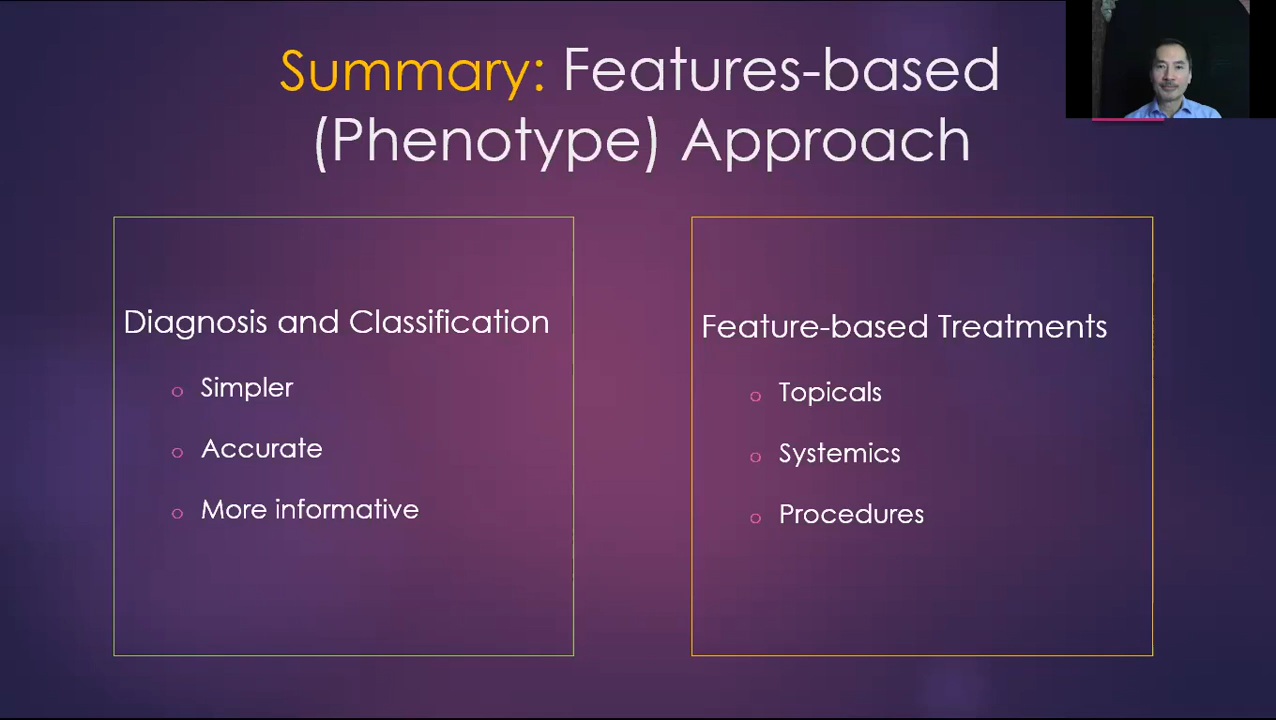 Summary: Features-based
(Phenotype) Approach
Diagnosis and Classification
Simpler
Accurate
More informative
Feature-based Treatments
Topicals
Systemics
Procedures